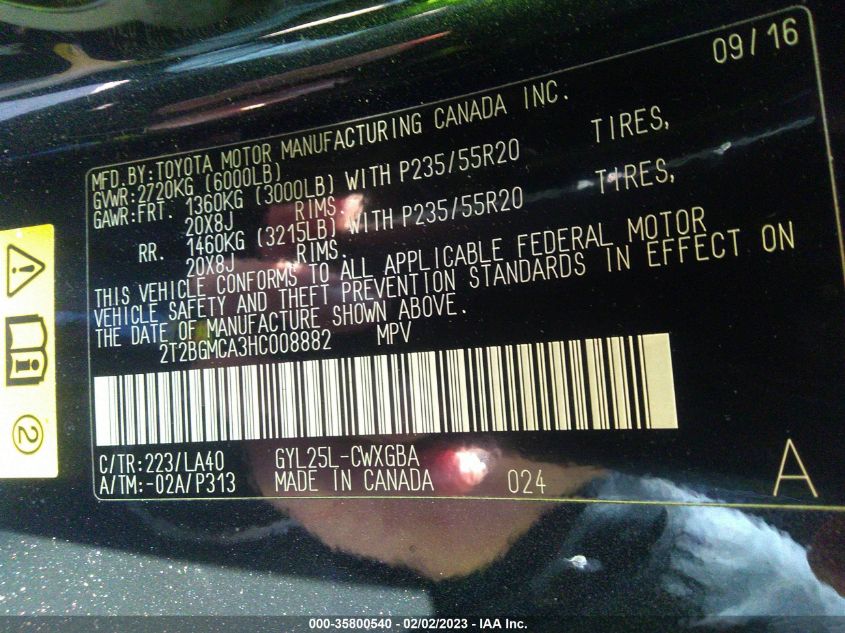 09/16
MFD.BY:TOYOTA MOTOR MANUFACTURING CANADA INC.
GVWR:2720KG (6000LB)
GAWR:FRT. 1360KG (3000LB) WITH P235/55R20 TIRES,
20X8J RIMS.
RR. 1460KG (3215LB) WITH P235/55R20 TIRES,
20X8J RIMS.
THIS VEHICLE CONFORMS TO ALL APPLICABLE FEDERAL MOTOR
VEHICLE SAFETY AND THEFT PREVENTION STANDARDS IN EFFECT ON
THE DATE OF MANUFACTURE SHOWN ABOVE.
2T2BGMCA3HC008882 MPV
C/TR:223/LA40 GYL25L-CWXGBA
A/TM:-02A/P313 MADE IN CANADA 024 A
2
000-35800540 - 02/02/2023 - IAA Inc.